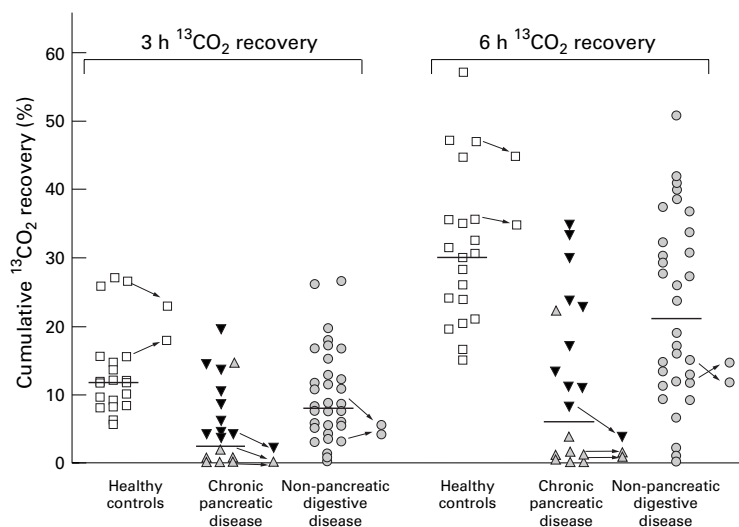 3 h ¹³CO₂ recovery
6 h ¹³CO₂ recovery
Cumulative ¹³CO₂ recovery (%)
60
50
40
30
20
10
0
Healthy
controls
Chronic
pancreatic
disease
Non-pancreatic
digestive
disease
Healthy
controls
Chronic
pancreatic
disease
Non-pancreatic
digestive
disease